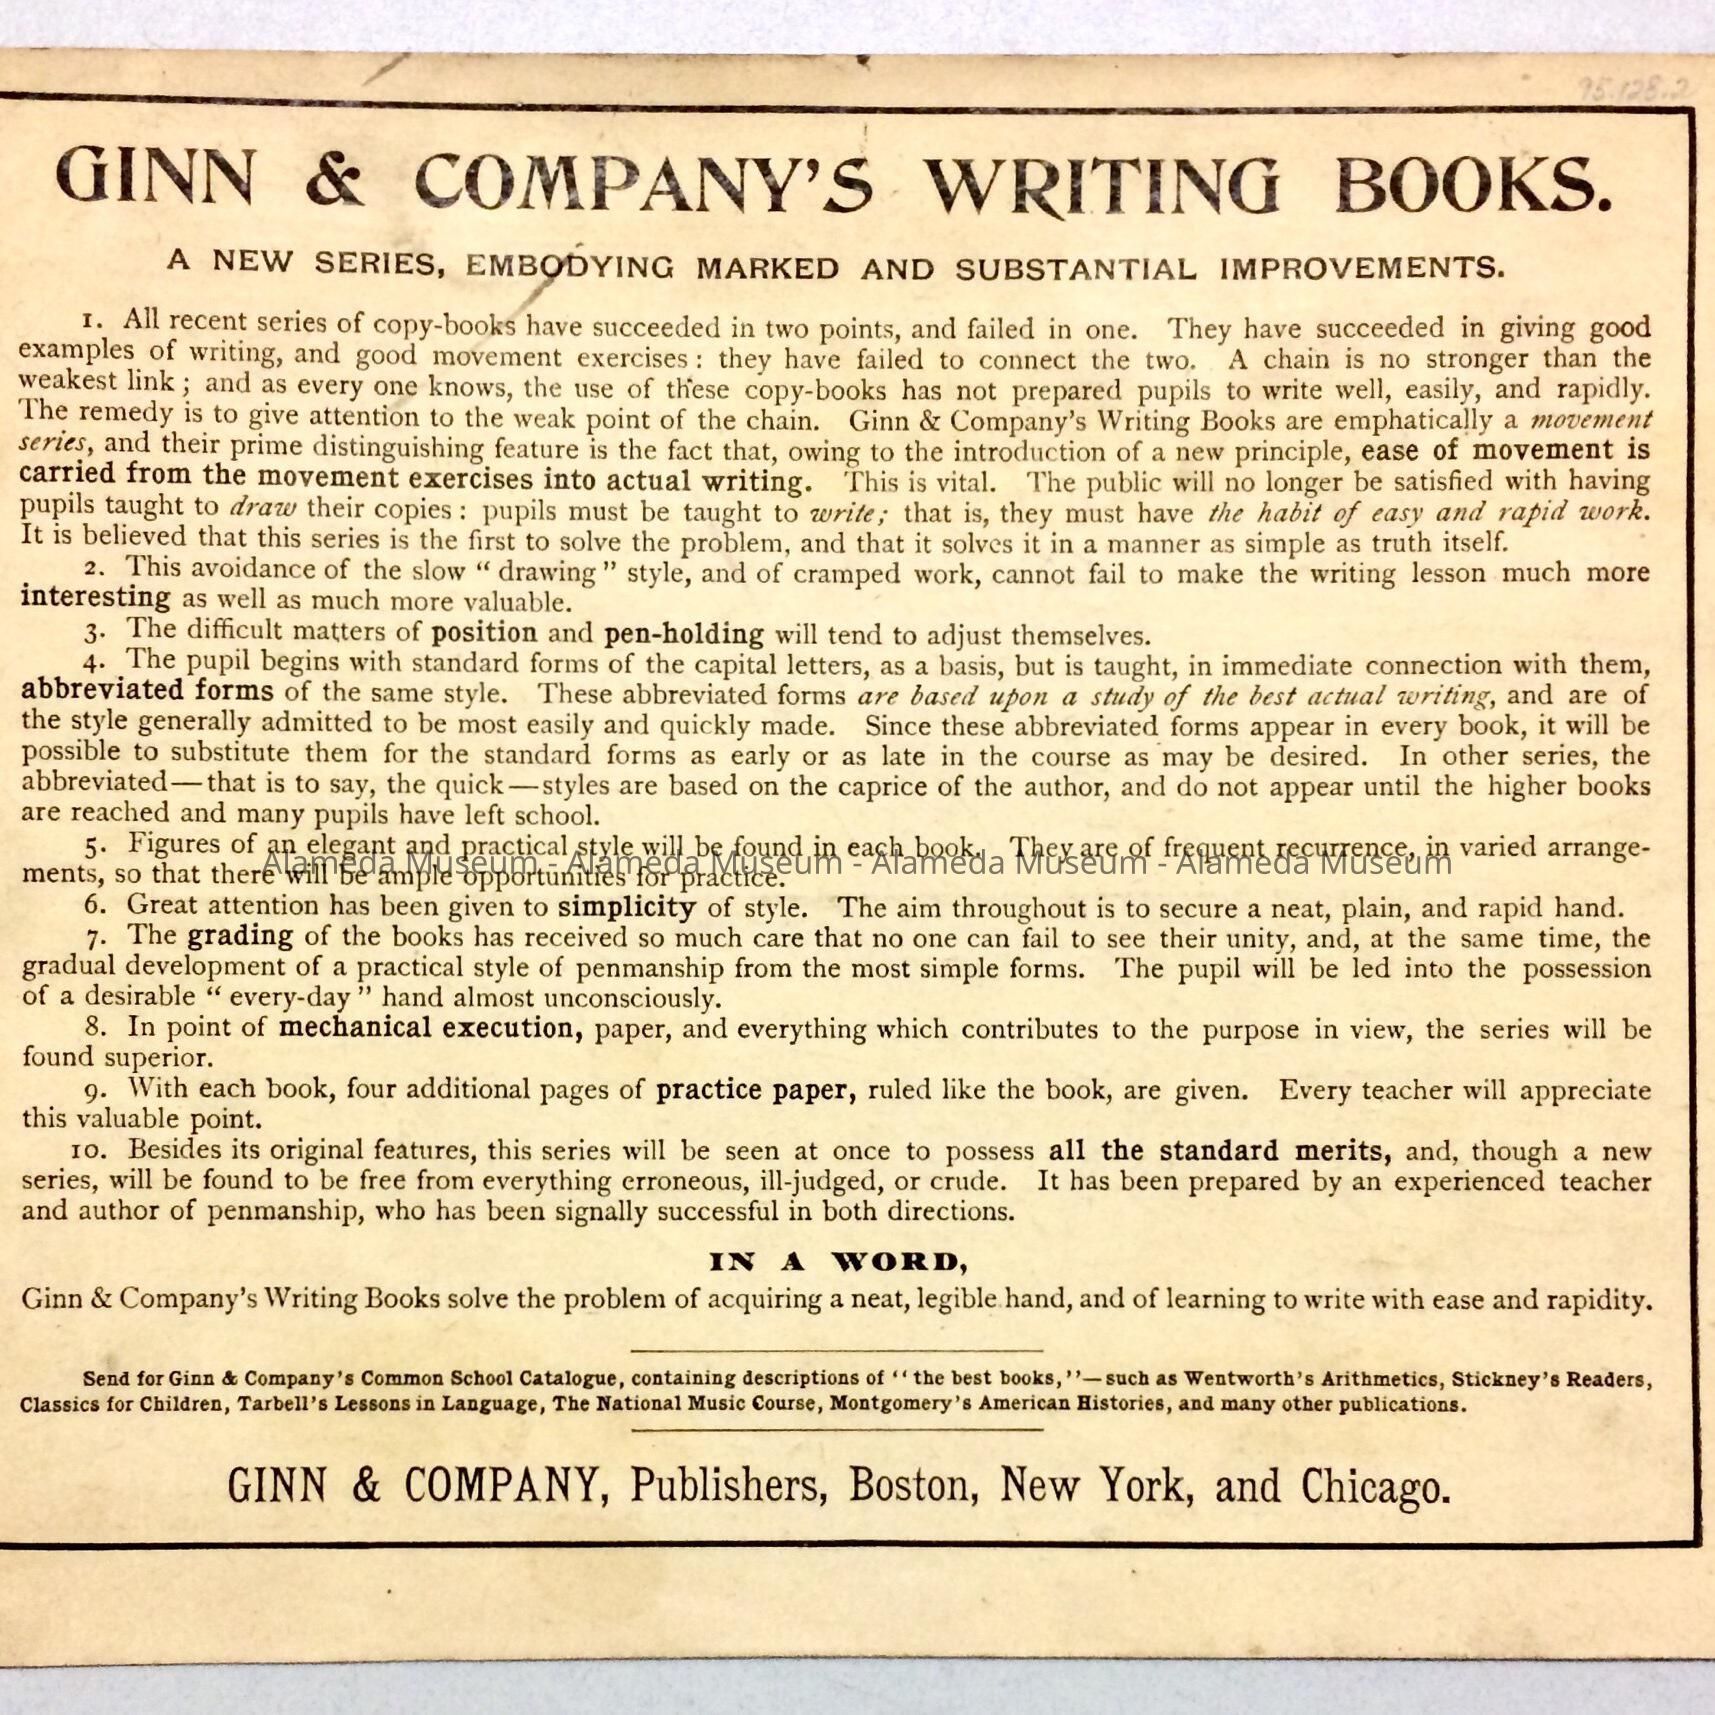 95.128.2
GINN & COMPANY'S WRITING BOOKS.
A NEW SERIES, EMBODYING MARKED AND SUBSTANTIAL IMPROVEMENTS.
1. All recent series of copy-books have succeeded in two points, and failed in one. They have succeeded in giving good
examples of writing, and good movement exercises: they have failed to connect the two. A chain is no stronger than the
weakest link; and as every one knows, the use of these copy-books has not prepared pupils to write well, easily, and rapidly.
The remedy is to give attention to the weak point of the chain. Ginn & Company's Writing Books are emphatically a movement
series, and their prime distinguishing feature is the fact that, owing to the introduction of a new principle, ease of movement is
carried from the movement exercises into actual writing. This is vital. The public will no longer be satisfied with having
pupils taught to draw their copies: pupils must be taught to write; that is, they must have the habit of easy and rapid work.
It is believed that this series is the first to solve the problem, and that it solves it in a manner as simple as truth itself.
2. This avoidance of the slow "drawing" style, and of cramped work, cannot fail to make the writing lesson much more
interesting as well as much more valuable.
3. The difficult matters of position and pen-holding will tend to adjust themselves.
4. The pupil begins with standard forms of the capital letters, as a basis, but is taught, in immediate connection with them,
abbreviated forms of the same style. These abbreviated forms are based upon a study of the best actual writing, and are of
the style generally admitted to be most easily and quickly made. Since these abbreviated forms appear in every book, it will be
possible to substitute them for the standard forms as early or as late in the course as may be desired. In other series, the
abbreviated—that is to say, the quick—styles are based on the caprice of the author, and do not appear until the higher books
are reached and many pupils have left school.
5. Figures of an elegant and practical style will be found in each book. They are of frequent recurrence, in varied arrange-
Alameda Museum - Alameda Museum - Alameda Museum - Alameda Museum
ments, so that there will be ample opportunities for practice.
6. Great attention has been given to simplicity of style. The aim throughout is to secure a neat, plain, and rapid hand.
7. The grading of the books has received so much care that no one can fail to see their unity, and, at the same time, the
gradual development of a practical style of penmanship from the most simple forms. The pupil will be led into the possession
of a desirable "every-day" hand almost unconsciously.
8. In point of mechanical execution, paper, and everything which contributes to the purpose in view, the series will be
found superior.
9. With each book, four additional pages of practice paper, ruled like the book, are given. Every teacher will appreciate
this valuable point.
10. Besides its original features, this series will be seen at once to possess all the standard merits, and, though a new
series, will be found to be free from everything erroneous, ill-judged, or crude. It has been prepared by an experienced teacher
and author of penmanship, who has been signally successful in both directions.
IN A WORD,
Ginn & Company's Writing Books solve the problem of acquiring a neat, legible hand, and of learning to write with ease and rapidity.
Send for Ginn & Company's Common School Catalogue, containing descriptions of "the best books,"—such as Wentworth's Arithmetics, Stickney's Readers,
Classics for Children, Tarbell's Lessons in Language, The National Music Course, Montgomery's American Histories, and many other publications.
GINN & COMPANY, Publishers, Boston, New York, and Chicago.